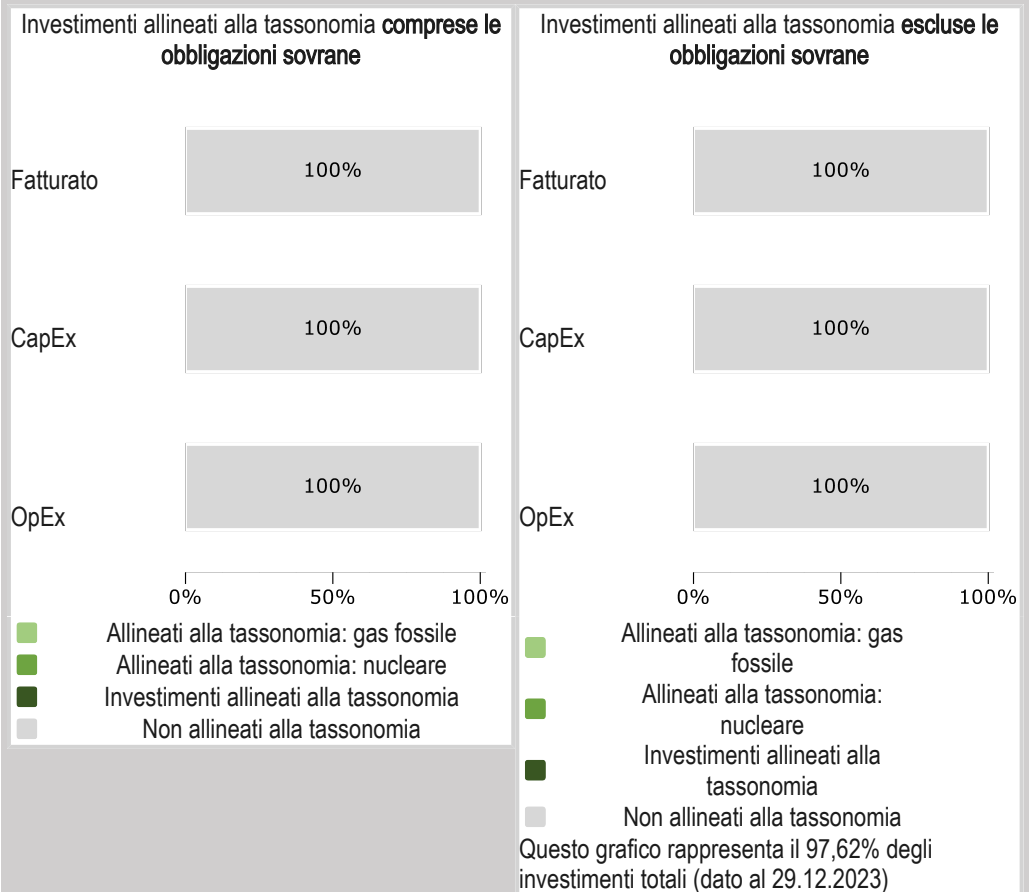 Investimenti allineati alla tassonomia comprese le
obbligazioni sovrane
Fatturato
100%
CapEx
100%
OpEx
100%
0% 50% 100%
Allineati alla tassonomia: gas fossile
Allineati alla tassonomia: nucleare
Investimenti allineati alla tassonomia
Non allineati alla tassonomia
Investimenti allineati alla tassonomia escluse le
obbligazioni sovrane
Fatturato
100%
CapEx
100%
OpEx
100%
0% 50% 100%
Allineati alla tassonomia: gas
fossile
Allineati alla tassonomia:
nucleare
Investimenti allineati alla
tassonomia
Non allineati alla tassonomia
Questo grafico rappresenta il 97,62% degli
investimenti totali (dato al 29.12.2023)